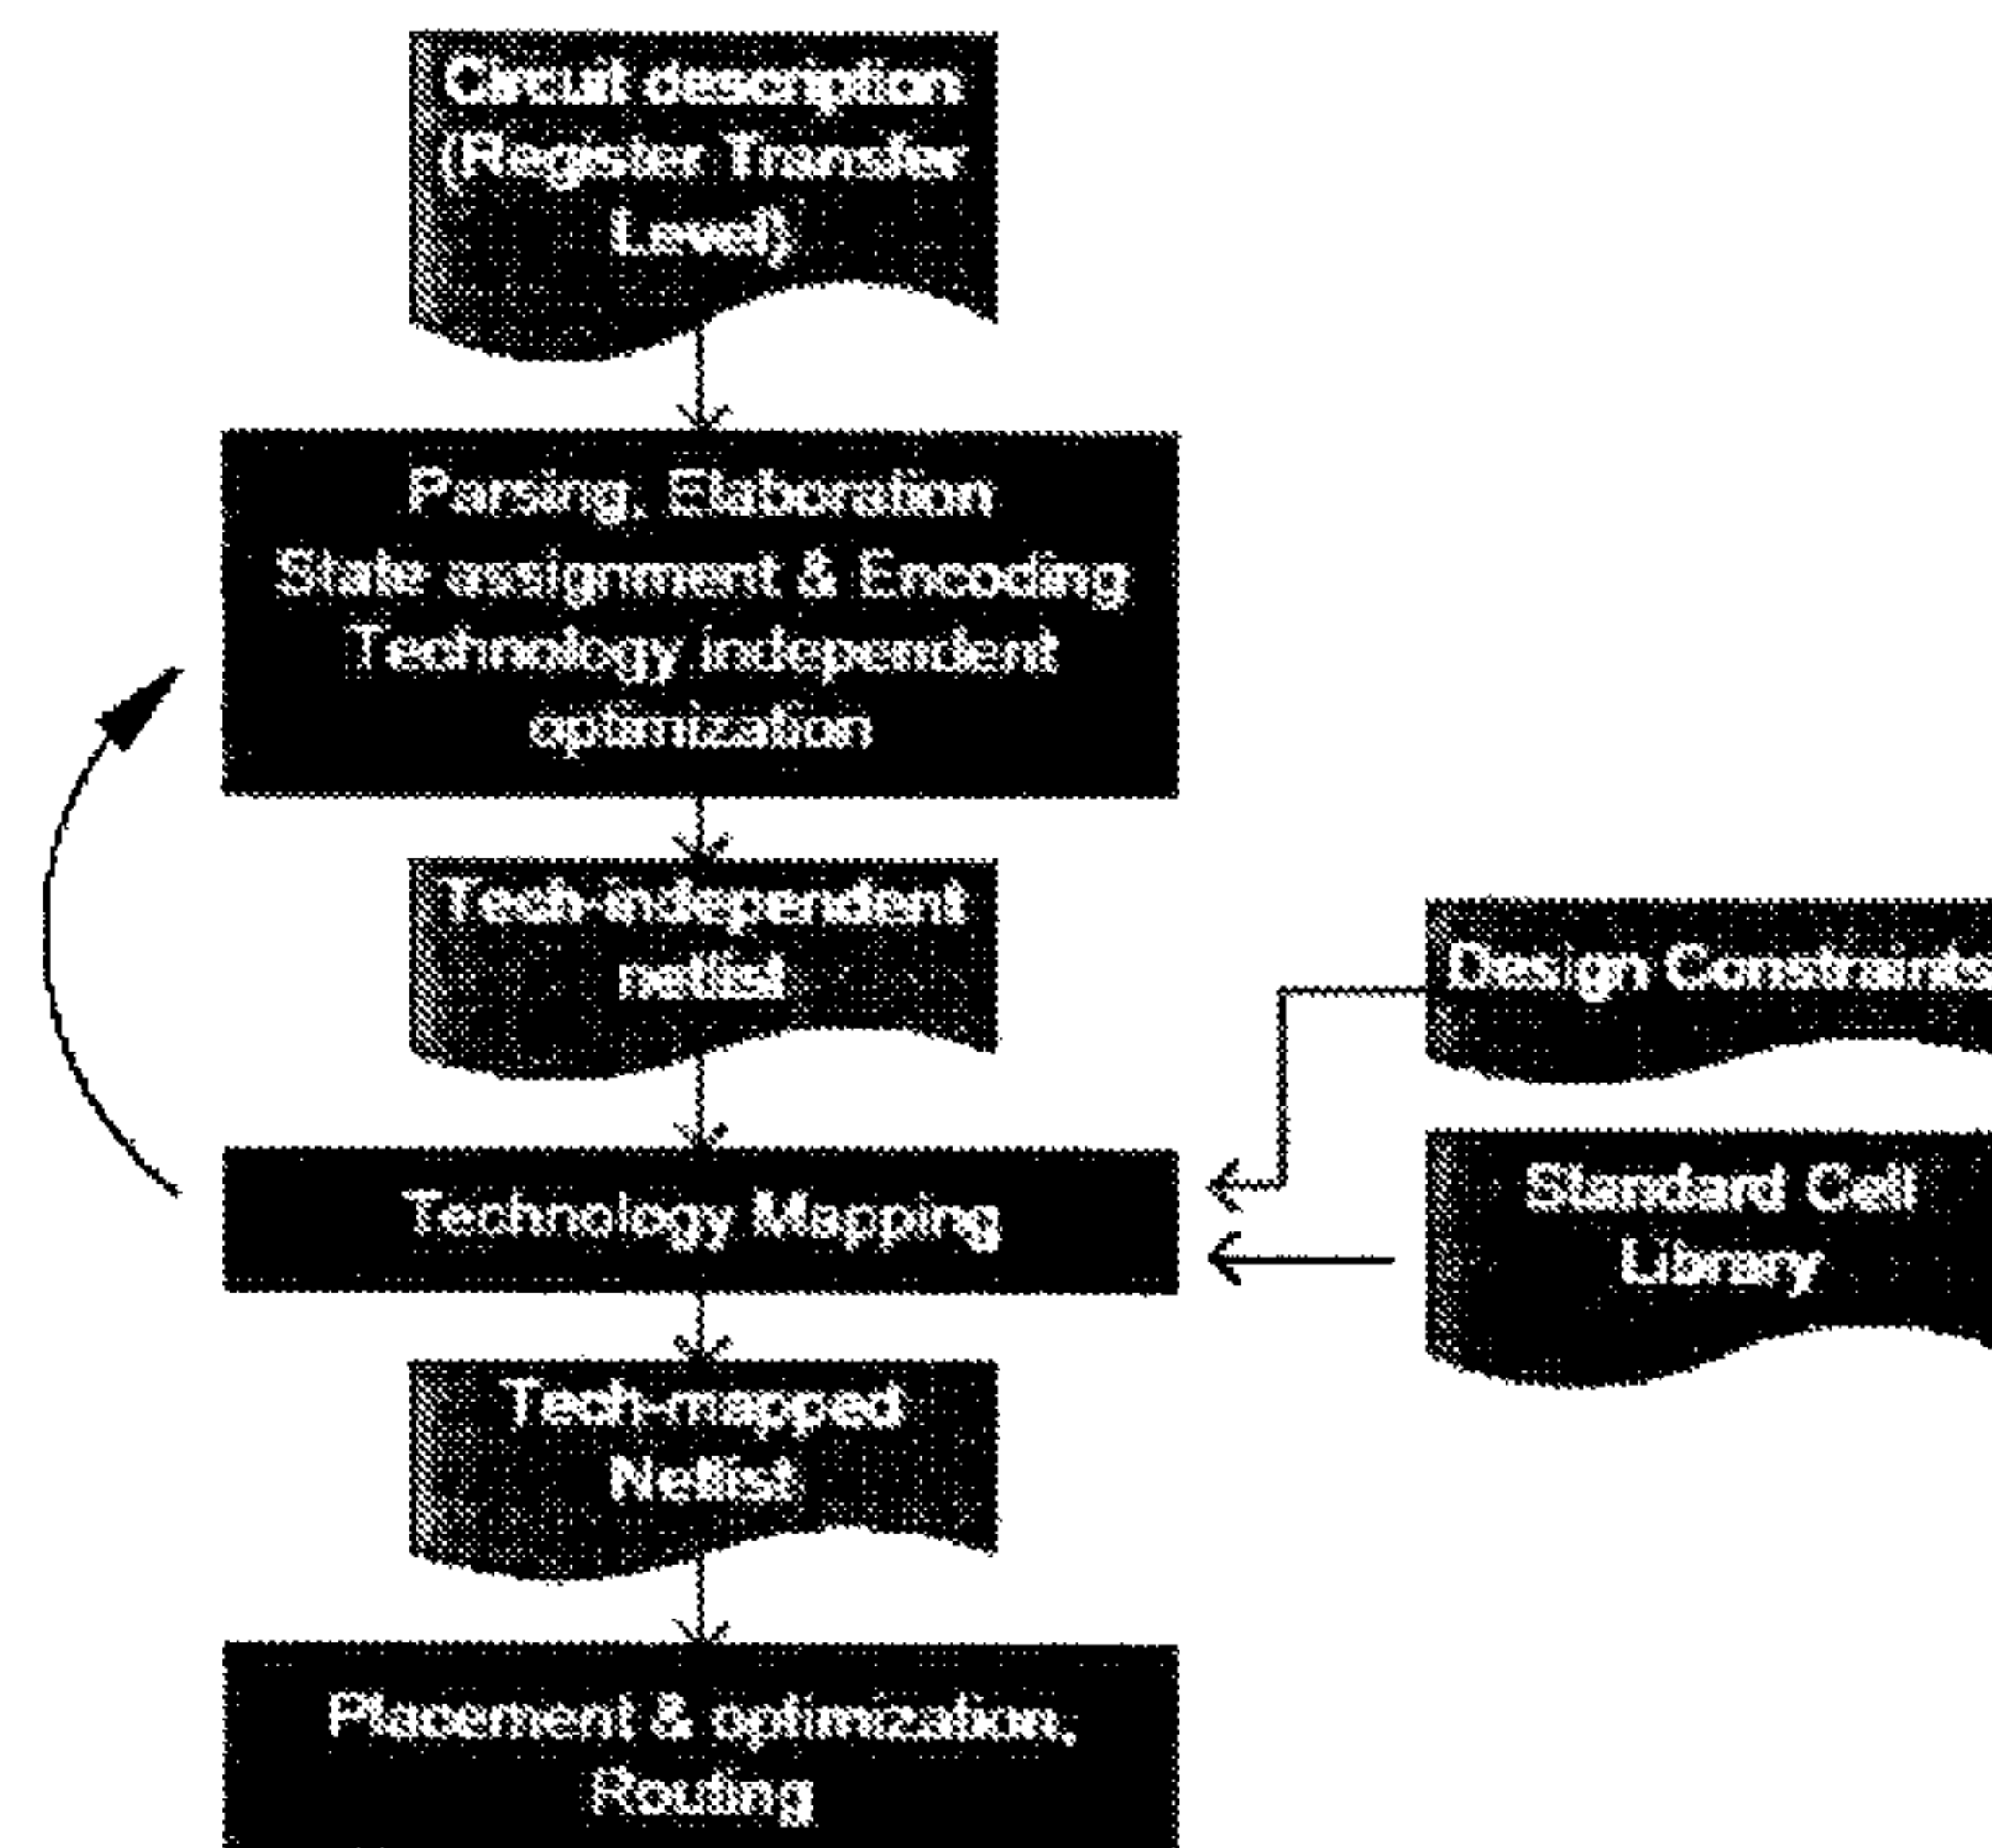 Circuit description
(Register Transfer
Level)
Parsing, Elaboration
State assignment & Encoding
Technology independent
optimization
Tech-independent
netlist
Design Constraints
Technology Mapping
Standard Cell
Library
Tech-mapped
Netlist
Placement & optimization,
Routing